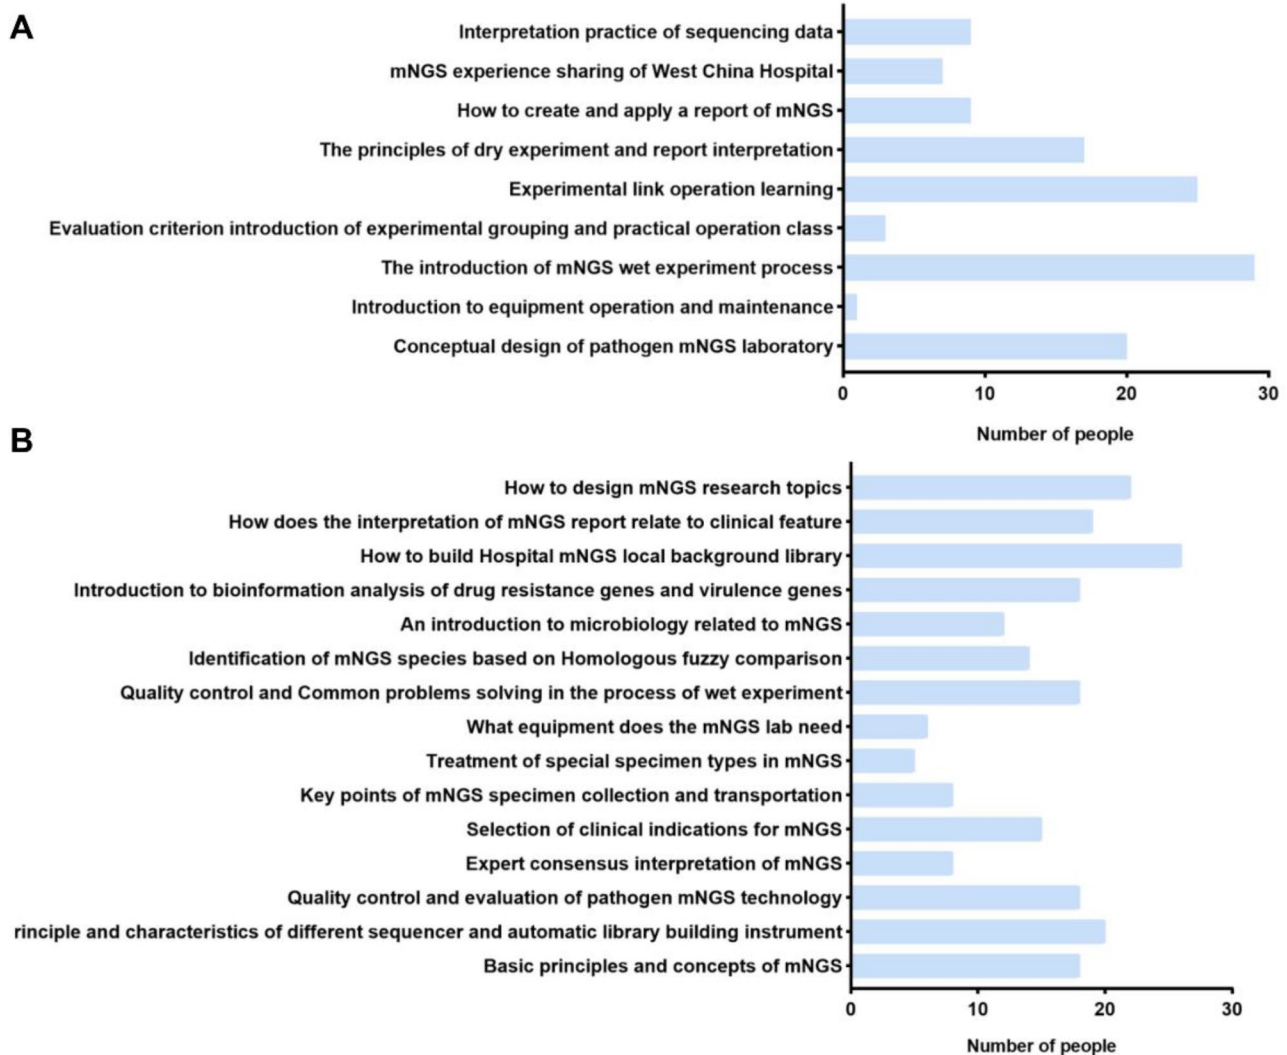 A
Interpretation practice of sequencing data
mNGS experience sharing of West China Hospital
How to create and apply a report of mNGS
The principles of dry experiment and report interpretation
Experimental link operation learning
Evaluation criterion introduction of experimental grouping and practical operation class
The introduction of mNGS wet experiment process
Introduction to equipment operation and maintenance
Conceptual design of pathogen mNGS laboratory
0 10 20 30
Number of people
B
How to design mNGS research topics
How does the interpretation of mNGS report relate to clinical feature
How to build Hospital mNGS local background library
Introduction to bioinformation analysis of drug resistance genes and virulence genes
An introduction to microbiology related to mNGS
Identification of mNGS species based on Homologous fuzzy comparison
Quality control and Common problems solving in the process of wet experiment
What equipment does the mNGS lab need
Treatment of special specimen types in mNGS
Key points of mNGS specimen collection and transportation
Selection of clinical indications for mNGS
Expert consensus interpretation of mNGS
Quality control and evaluation of pathogen mNGS technology
rinciple and characteristics of different sequencer and automatic library building instrument
Basic principles and concepts of mNGS
0 10 20 30
Number of people